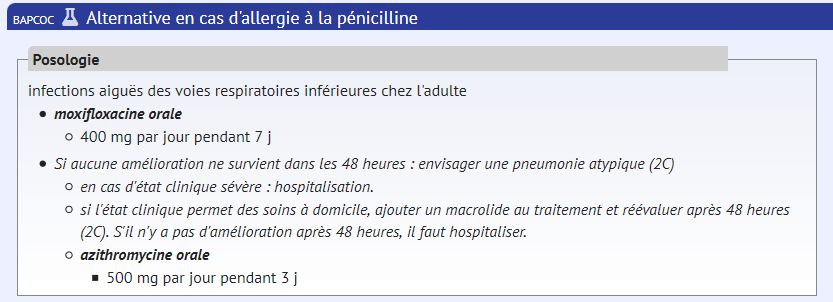 BAPCOC Alternative en cas d'allergie à la pénicilline
Posologie
infections aiguës des voies respiratoires inférieures chez l'adulte
moxifloxacine orale
400 mg par jour pendant 7 j
Si aucune amélioration ne survient dans les 48 heures : envisager une pneumonie atypique (2C)
en cas d'état clinique sévère : hospitalisation.
si l'état clinique permet des soins à domicile, ajouter un macrolide au traitement et réévaluer après 48 heures
(2C). S'il n'y a pas d'amélioration après 48 heures, il faut hospitaliser.
azithromycine orale
500 mg par jour pendant 3 j